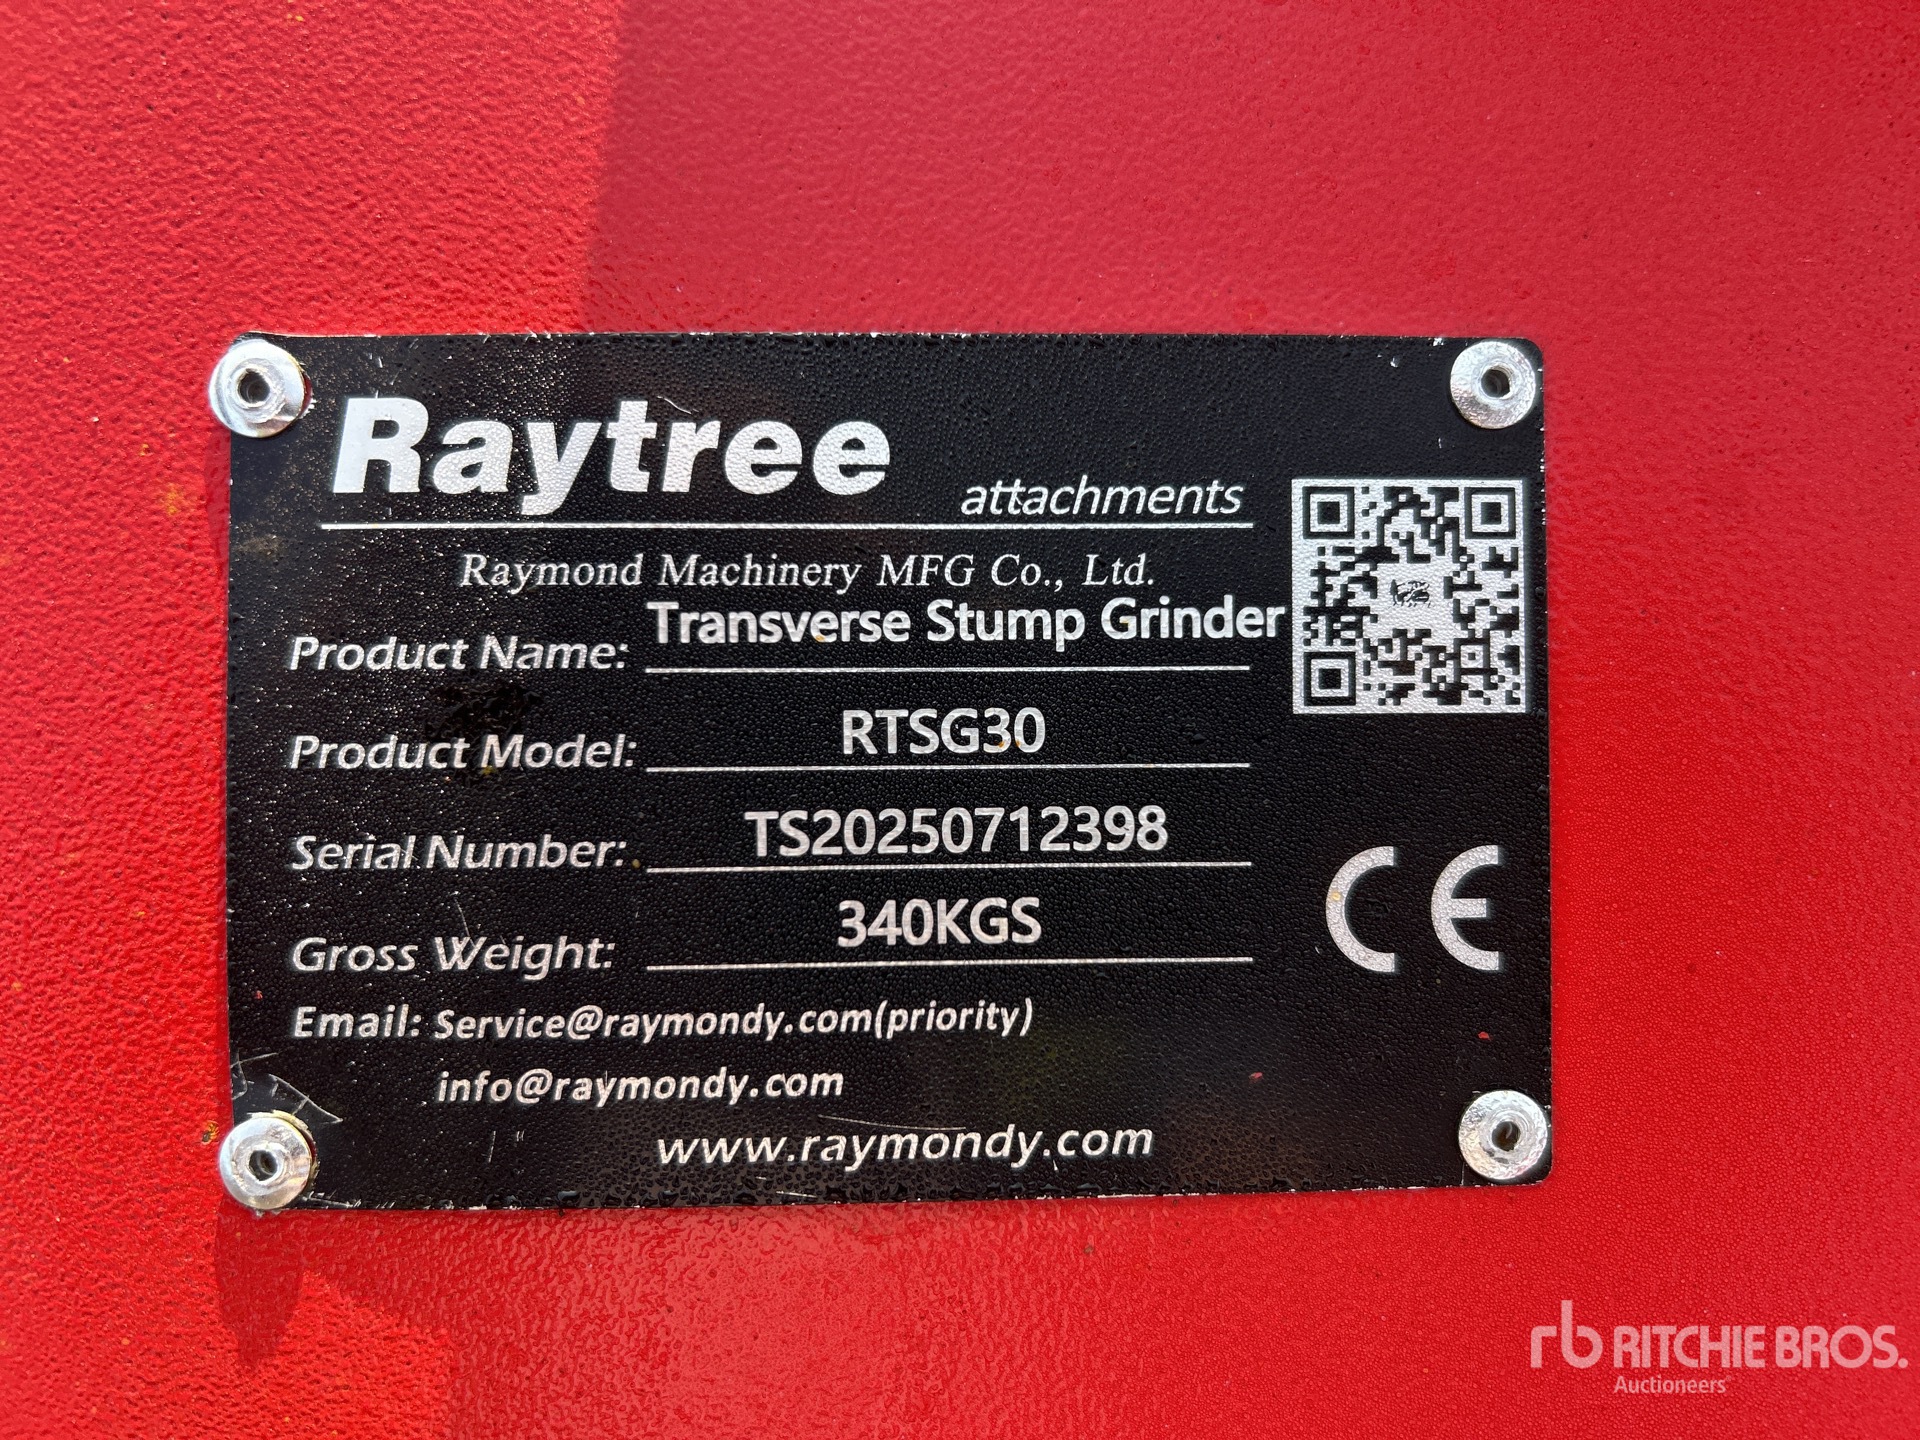 Raytree
attachments
Raymond Machinery MFG Co., Ltd.
Product Name: Transverse Stump Grinder
Product Model: RTSG30
Serial Number: TS20250712398
Gross Weight: 340KGS
CE
Email: Service@raymondy.com(priority)
info@raymondy.com
www.raymondy.com
rb RITCHIE BROS.
Auctioneers